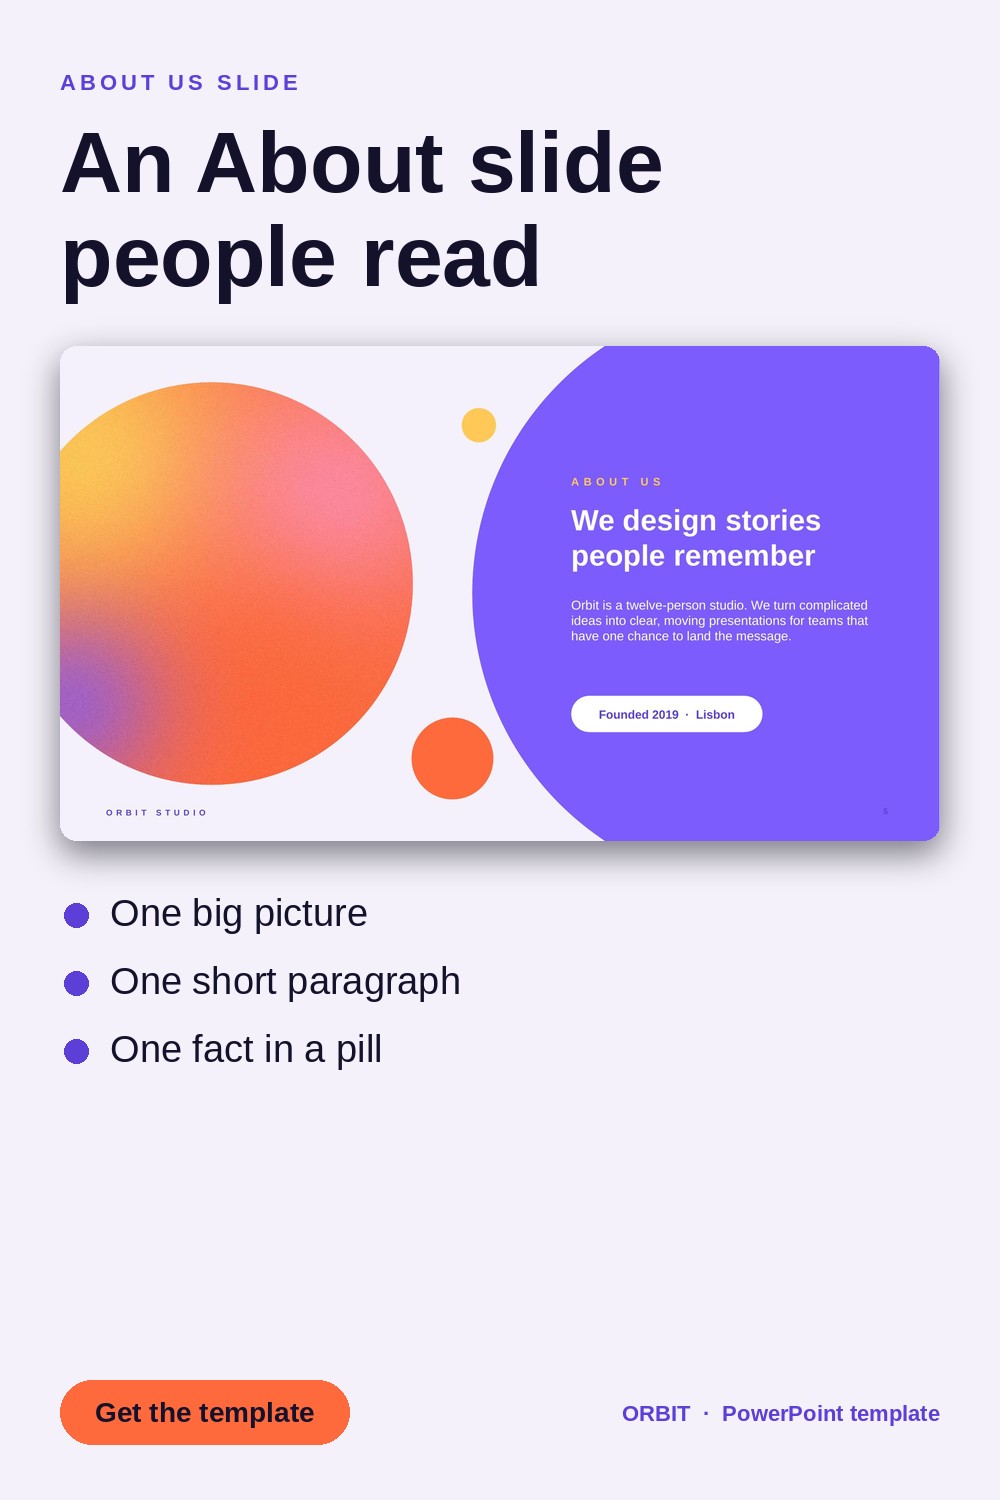 ABOUT US SLIDE
An About slide
people read
ABOUT US
We design stories
people remember
Orbit is a twelve-person studio. We turn complicated
ideas into clear, moving presentations for teams that
have one chance to land the message.
Founded 2019 · Lisbon
ORBIT STUDIO
5
One big picture
One short paragraph
One fact in a pill
Get the template
ORBIT · PowerPoint template